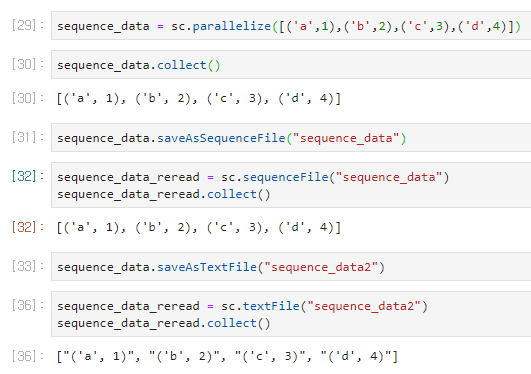 [29]: sequence_data = sc.parallelize([('a',1),('b',2),('c',3),('d',4)])
[30]: sequence_data.collect()
[30]: [('a', 1), ('b', 2), ('c', 3), ('d', 4)]
[31]: sequence_data.saveAsSequenceFile("sequence_data")
[32]: sequence_data_reread = sc.sequenceFile("sequence_data")
sequence_data_reread.collect()
[32]: [('a', 1), ('b', 2), ('c', 3), ('d', 4)]
[33]: sequence_data.saveAsTextFile("sequence_data2")
[36]: sequence_data_reread = sc.textFile("sequence_data2")
sequence_data_reread.collect()
[36]: ["('a', 1)", "('b', 2)", "('c', 3)", "('d', 4)"]